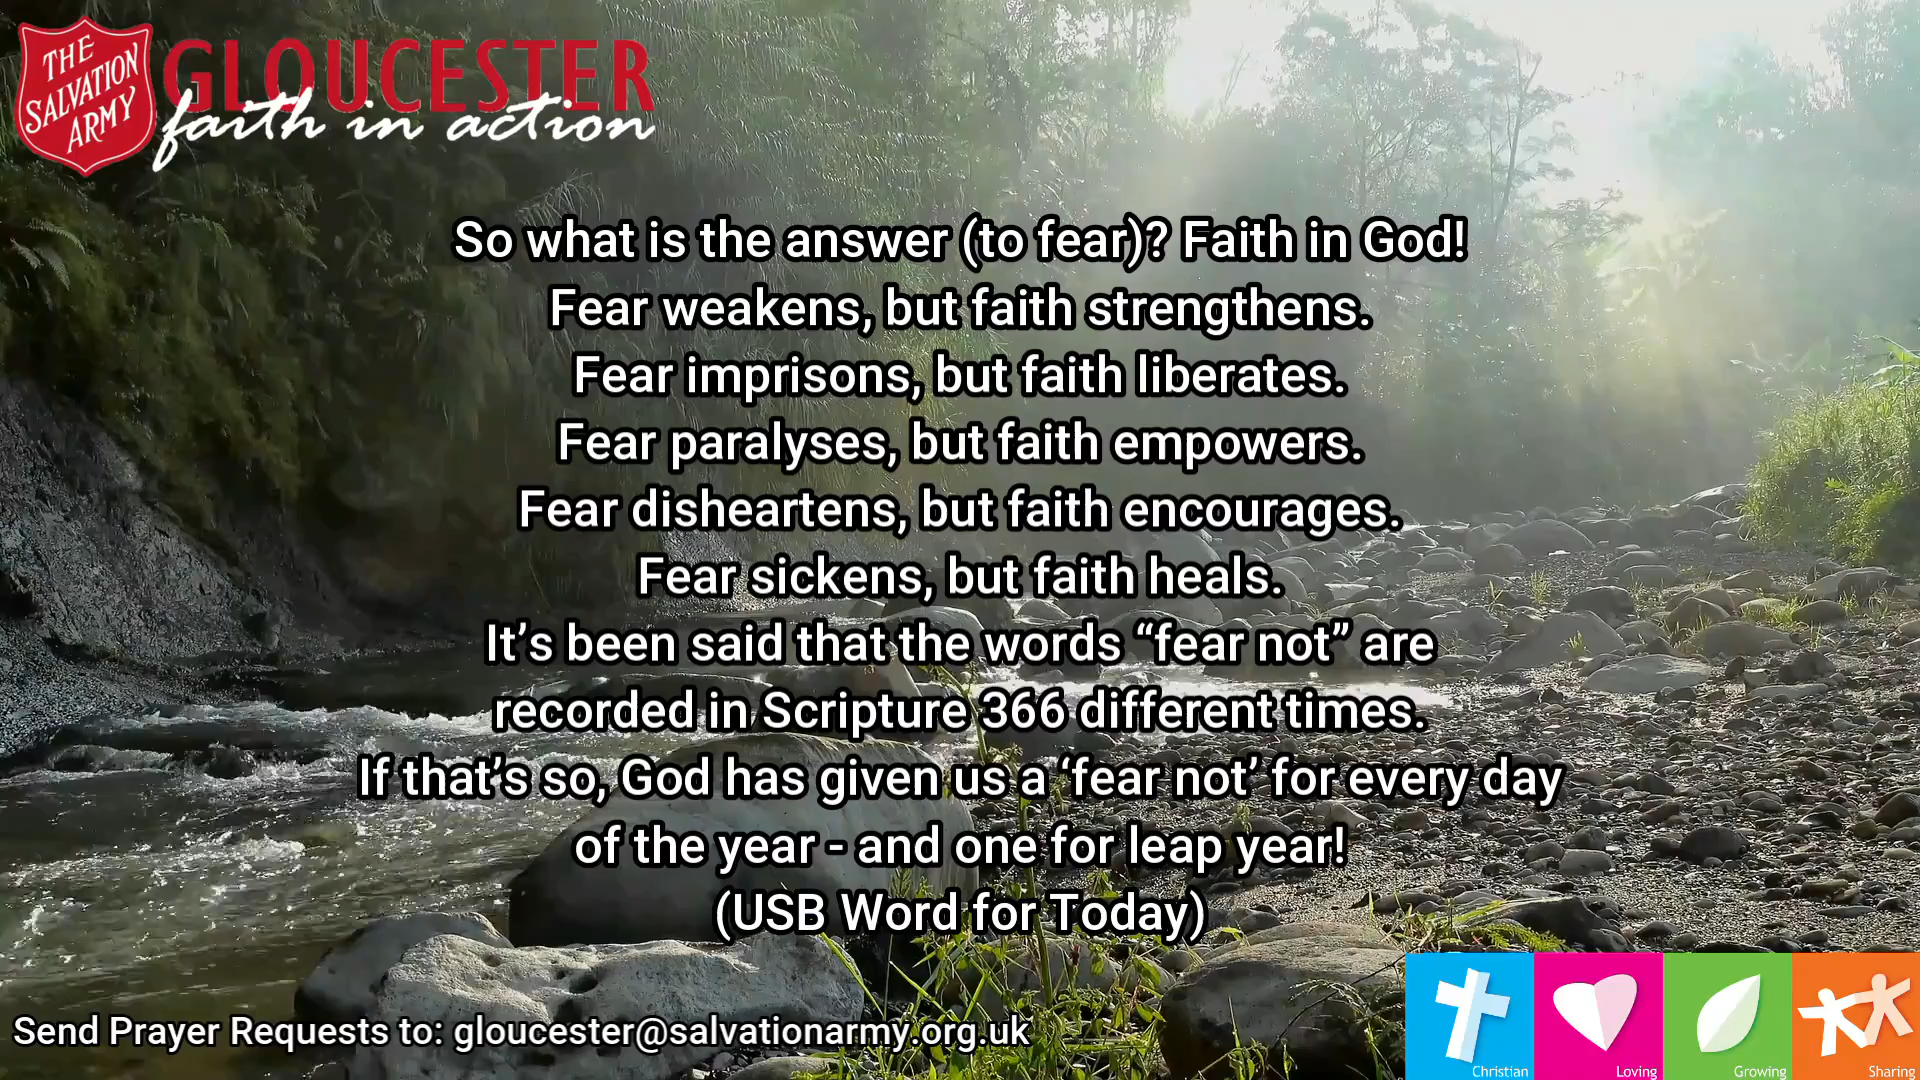 THE
SALVATION
ARMY
GLOUCESTER
faith in action
So what is the answer (to fear)? Faith in God!
Fear weakens, but faith strengthens.
Fear imprisons, but faith liberates.
Fear paralyses, but faith empowers.
Fear disheartens, but faith encourages.
Fear sickens, but faith heals.
It’s been said that the words “fear not” are
recorded in Scripture 366 different times.
If that’s so, God has given us a ‘fear not’ for every day
of the year - and one for leap year!
(USB Word for Today)
Send Prayer Requests to: gloucester@salvationarmy.org.uk
Christian
Loving
Growing
Sharing